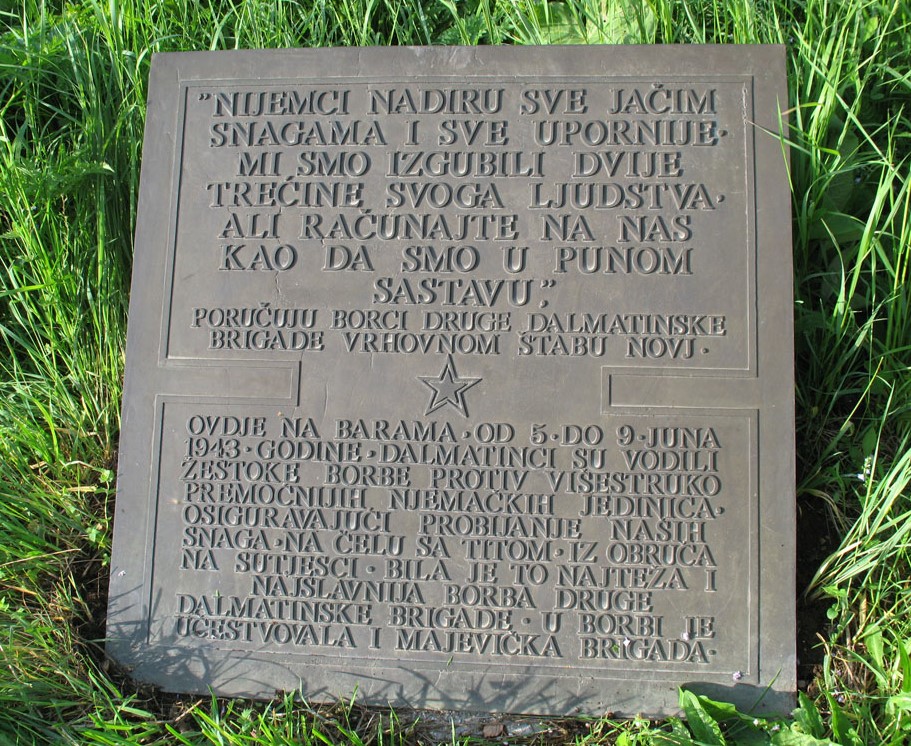 "NIJEMCI NADIRU SVE JAČIM
SNAGAMA I SVE UPORNIJE·
MI SMO IZGUBILI DVIJE
TREĆINE SVOGA LJUDSTVA·
ALI RAČUNAJTE NA NAS
KAO DA SMO U PUNOM
SASTAVU",
PORUČUJU BORCI DRUGE DALMATINSKE
BRIGADE VRHOVNOM ŠTABU NOVJ·
OVDJE NA BARAMA·OD 5·DO 9·JUNA
1943·GODINE·DALMATINCI SU VODILI
ŽESTOKE BORBE PROTIV VIŠESTRUKO
PREMOĆNIJIH NJEMAČKIH JEDINICA·
OSIGURAVAJUĆI PROBIJANJE NAŠIH
SNAGA·NA ČELU SA TITOM·IZ OBRUČA
NA SUTJESCI·BILA JE TO NAJTEŽA I
NAJSLAVNIJA BORBA DRUGE
DALMATINSKE BRIGADE·U BORBI JE
UČESTVOVALA I MAJEVIČKA BRIGADA·